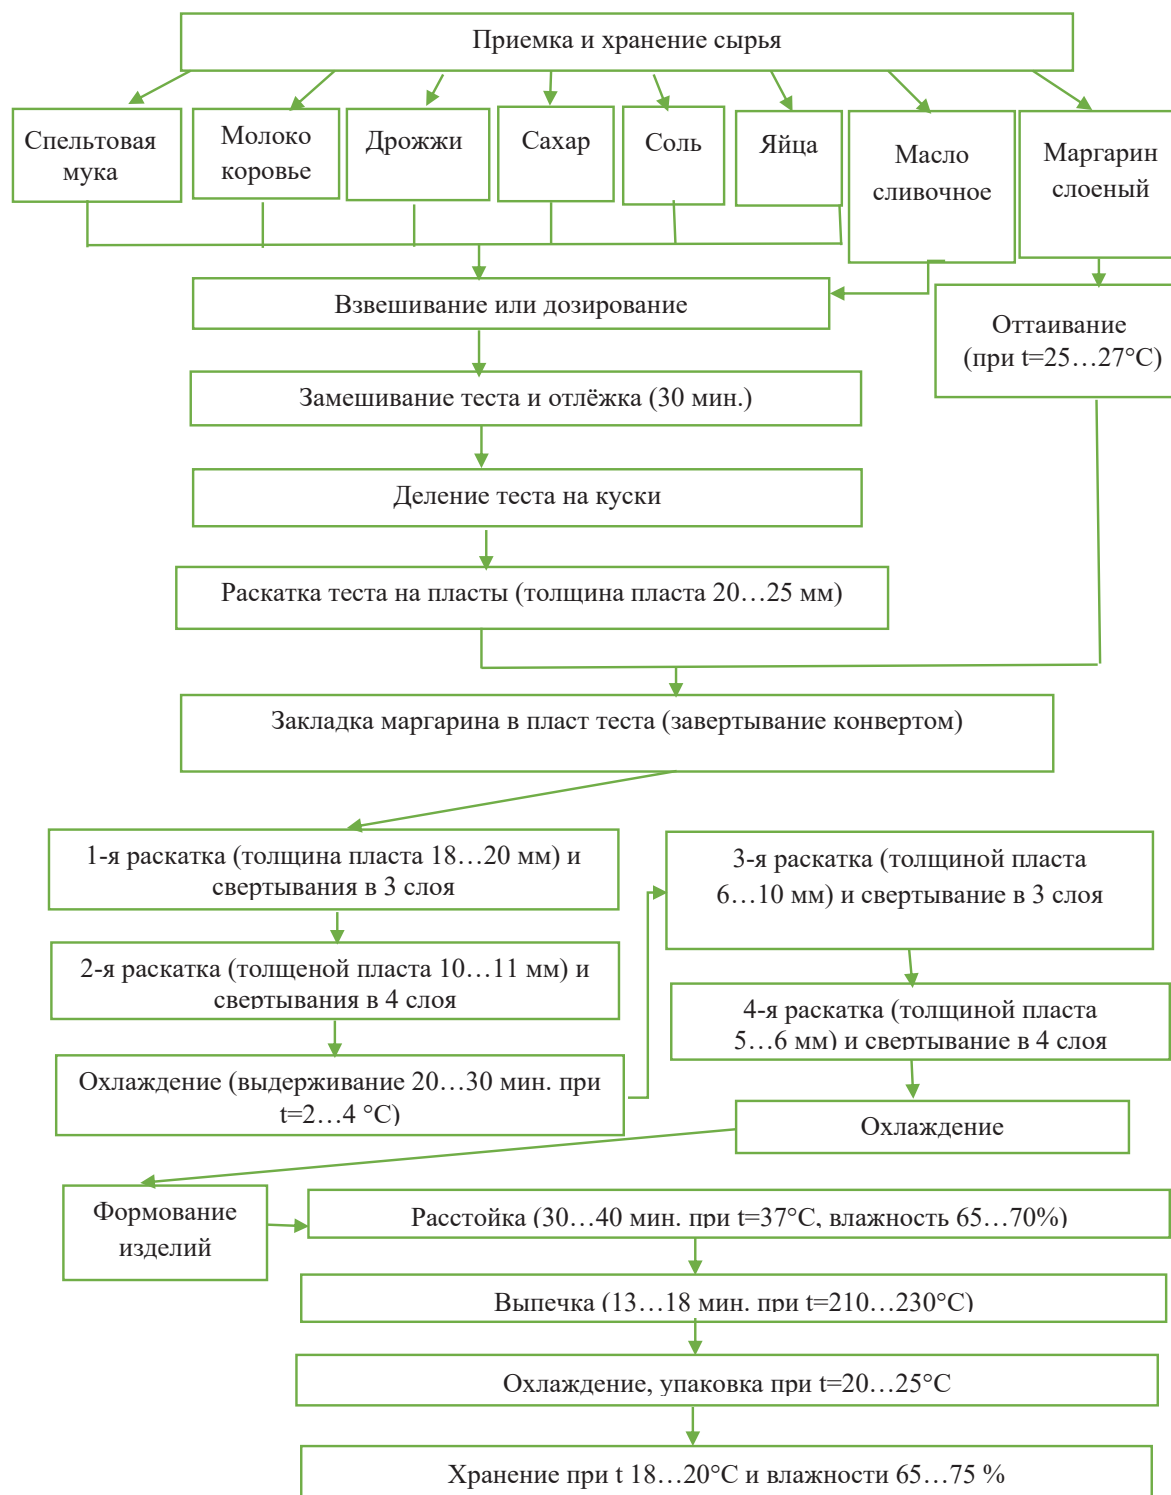 Приемка и хранение сырья
Спельтовая
мука
Молоко
коровье
Дрожжи
Сахар
Соль
Яйца
Масло
сливочное
Маргарин
слоеный
Взвешивание или дозирование
Оттаивание
(при t=25…27°С)
Замешивание теста и отлёжка (30 мин.)
Деление теста на куски
Раскатка теста на пласты (толщина пласта 20…25 мм)
Закладка маргарина в пласт теста (завертывание конвертом)
1-я раскатка (толщина пласта 18…20 мм) и
свертывания в 3 слоя
2-я раскатка (толщеной пласта 10…11 мм) и
свертывания в 4 слоя
Охлаждение (выдерживание 20…30 мин. при
t=2…4 °С)
3-я раскатка (толщиной пласта
6…10 мм) и свертывание в 3 слоя
4-я раскатка (толщиной пласта
5…6 мм) и свертывание в 4 слоя
Охлаждение
Формование
изделий
Расстойка (30…40 мин. при t=37°С, влажность 65…70%)
Выпечка (13…18 мин. при t=210…230°С)
Охлаждение, упаковка при t=20…25°С
Хранение при t 18…20°С и влажности 65…75 %